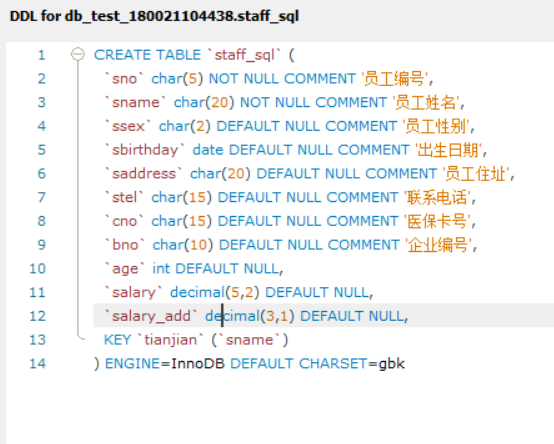 DDL for db_test_180021104438.staff_sql
1 CREATE TABLE `staff_sql` (
2 `sno` char(5) NOT NULL COMMENT '员工编号',
3 `sname` char(20) NOT NULL COMMENT '员工姓名',
4 `ssex` char(2) DEFAULT NULL COMMENT '员工性别',
5 `sbirthday` date DEFAULT NULL COMMENT '出生日期',
6 `saddress` char(20) DEFAULT NULL COMMENT '员工住址',
7 `stel` char(15) DEFAULT NULL COMMENT '联系电话',
8 `cno` char(15) DEFAULT NULL COMMENT '医保卡号',
9 `bno` char(10) DEFAULT NULL COMMENT '企业编号',
10 `age` int DEFAULT NULL,
11 `salary` decimal(5,2) DEFAULT NULL,
12 `salary_add` decimal(3,1) DEFAULT NULL,
13 KEY `tianjian` (`sname`)
14 ) ENGINE=InnoDB DEFAULT CHARSET=gbk